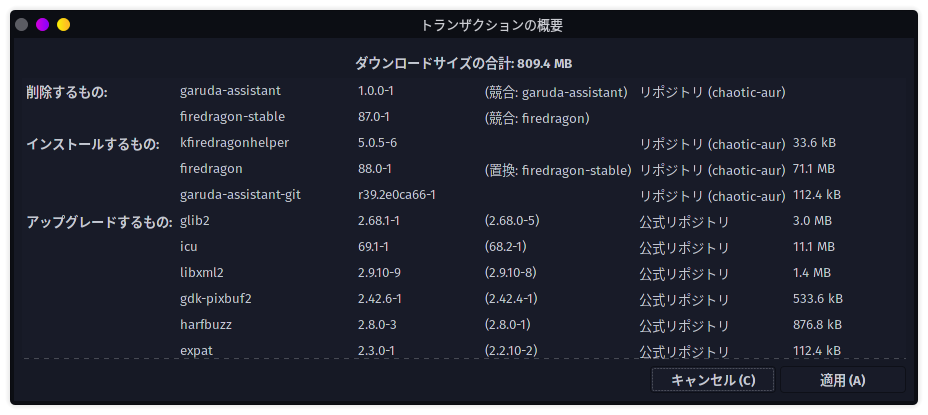 トランザクションの概要
ダウンロードサイズの合計: 809.4 MB
削除するもの: garuda-assistant 1.0.0-1 (競合: garuda-assistant) リポジトリ (chaotic-aur)
firedragon-stable 87.0-1 (競合: firedragon)
インストールするもの: kfiredragonhelper 5.0.5-6 リポジトリ (chaotic-aur) 33.6 kB
firedragon 88.0-1 (置換: firedragon-stable) リポジトリ (chaotic-aur) 71.1 MB
garuda-assistant-git r39.2e0ca66-1 リポジトリ (chaotic-aur) 112.4 kB
アップグレードするもの: glib2 2.68.1-1 (2.68.0-5) 公式リポジトリ 3.0 MB
icu 69.1-1 (68.2-1) 公式リポジトリ 11.1 MB
libxml2 2.9.10-9 (2.9.10-8) 公式リポジトリ 1.4 MB
gdk-pixbuf2 2.42.6-1 (2.42.4-1) 公式リポジトリ 533.6 kB
harfbuzz 2.8.0-3 (2.8.0-1) 公式リポジトリ 876.8 kB
expat 2.3.0-1 (2.2.10-2) 公式リポジトリ 112.4 kB
キャンセル (C) 適用 (A)